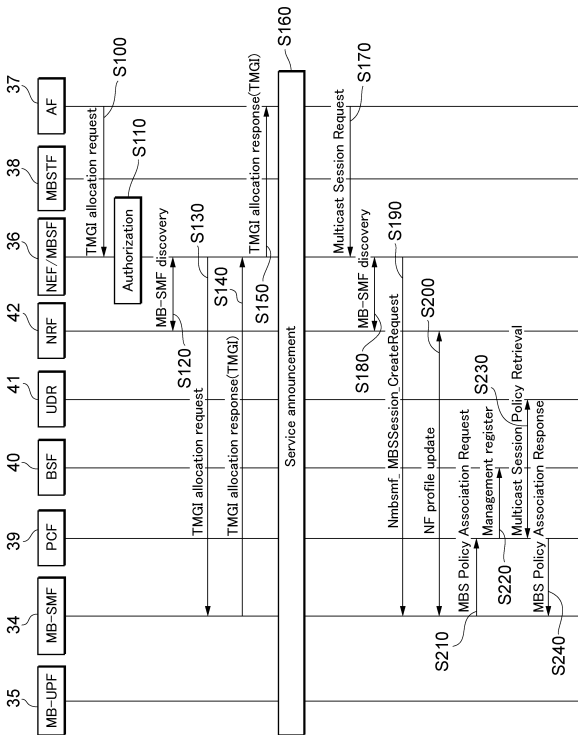 35
34
39
40
41
42
36
38
37
MB-UPF
MB-SMF
PCF
BSF
UDR
NRF
NEF/MBSF
MBSTF
AF
TMGI allocation request
S100
Authorization
S110
MB-SMF discovery
S120
TMGI allocation request
S130
TMGI allocation response(TMGI)
S140
TMGI allocation response(TMGI)
S150
Service announcement
S160
Multicast Session Request
S170
MB-SMF discovery
S180
Nmbsmf_MBSSession_CreateRequest
S190
NF profile update
S200
MBS Policy Association Request
S210
Management register
S220
Multicast Session Policy Retrieval
S230
MBS Policy Association Response
S240